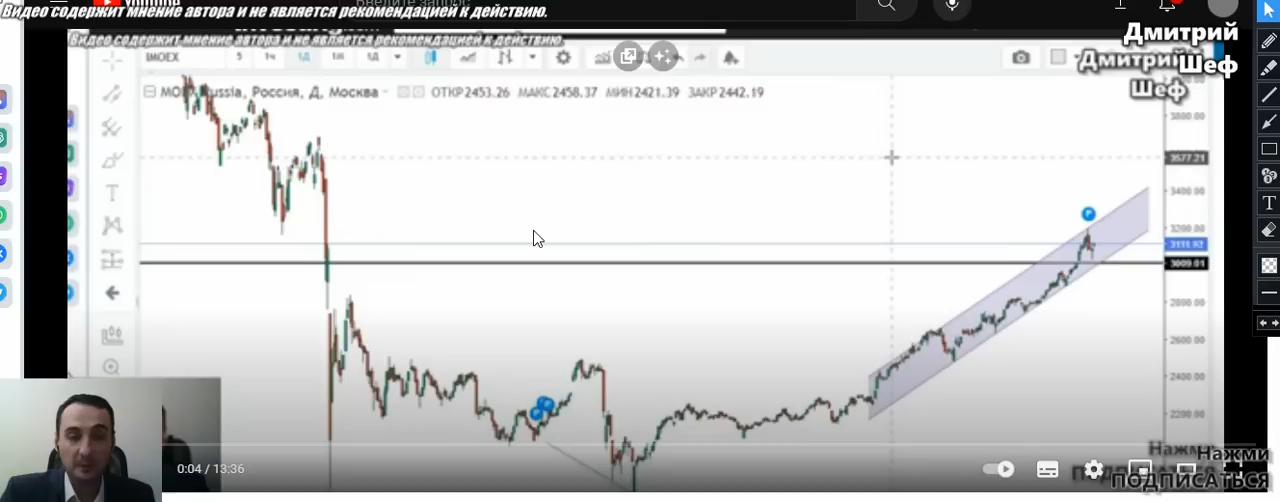 Видео содержит мнение автора и не является рекомендацией к действию.
Видео содержит мнение автора и не является рекомендацией к действию.
Дмитрий
Шеф
Дмитрий
Шеф
IMOEX 5 1ч 1Д 1Н 1Д
Russia, Россия, Д, Москва ОТКР 2453.26 МАКС 2458.37 МИН 2421.39 ЗАКР 2442.19
3800.00
3577.21
3400.00
3200.00
3111.92
3009.01
2800.00
2600.00
2400.00
2200.00
Нажми
Нажми
ПОДПИСАТЬСЯ
0:04 / 13:36
T
T
P